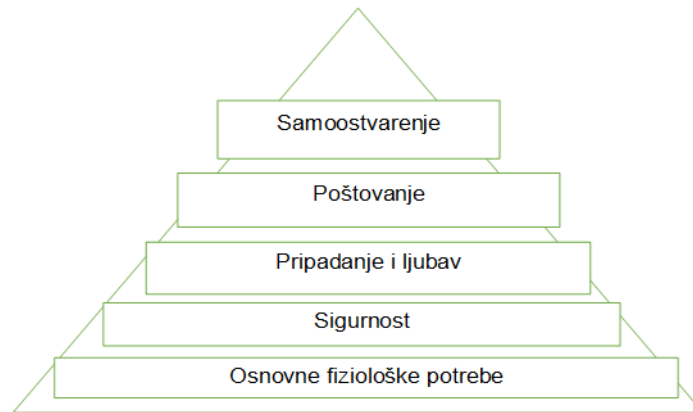 Samoostvarenje
Poštovanje
Pripadanje i ljubav
Sigurnost
Osnovne fiziološke potrebe